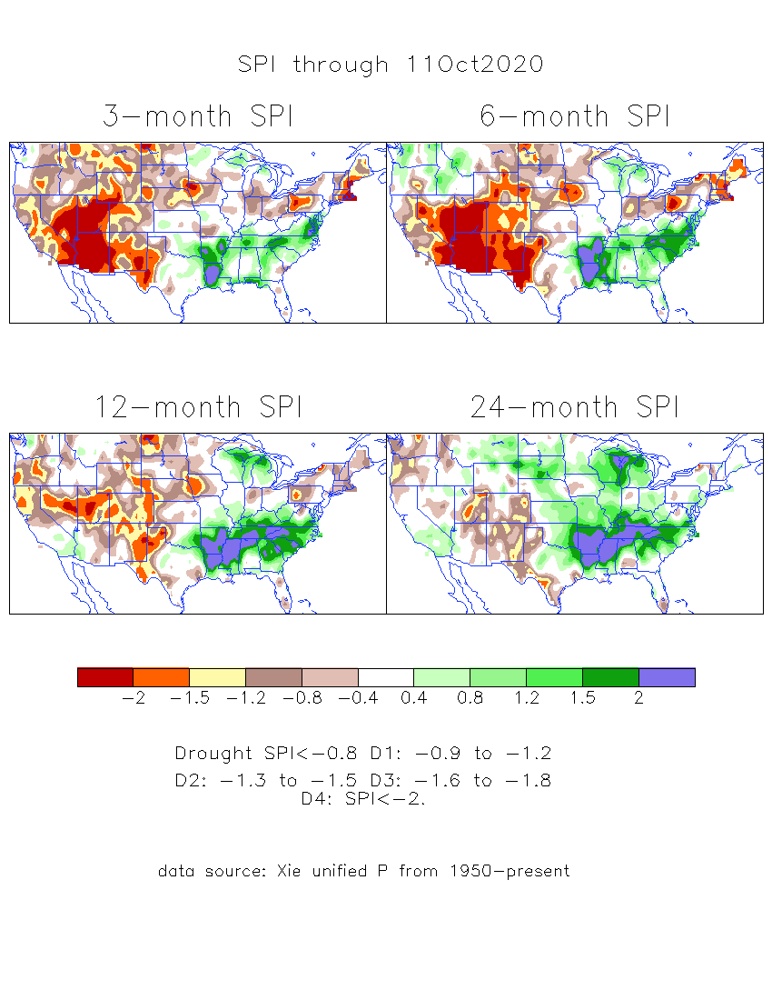 SPI through 11Oct2020
3-month SPI
6-month SPI
12-month SPI
24-month SPI
-2 -1.5 -1.2 -0.8 -0.4 0.4 0.8 1.2 1.5 2
Drought SPI<-0.8 D1: -0.9 to -1.2
D2: -1.3 to -1.5 D3: -1.6 to -1.8
D4: SPI<-2.
data source: Xie unified P from 1950-present